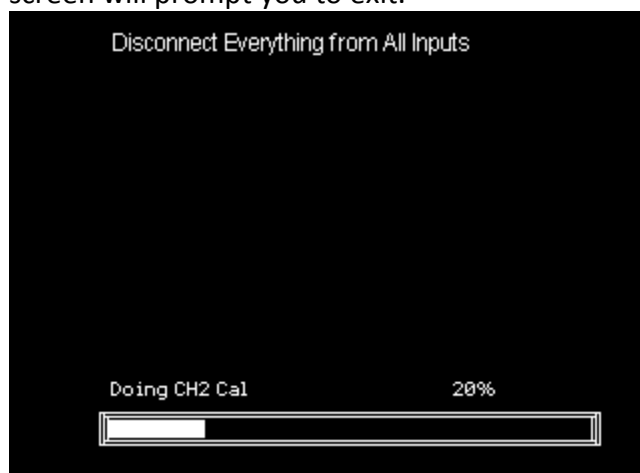 screen will prompt you to exit.
Disconnect Everything from All Inputs
Doing CH2 Cal 20%